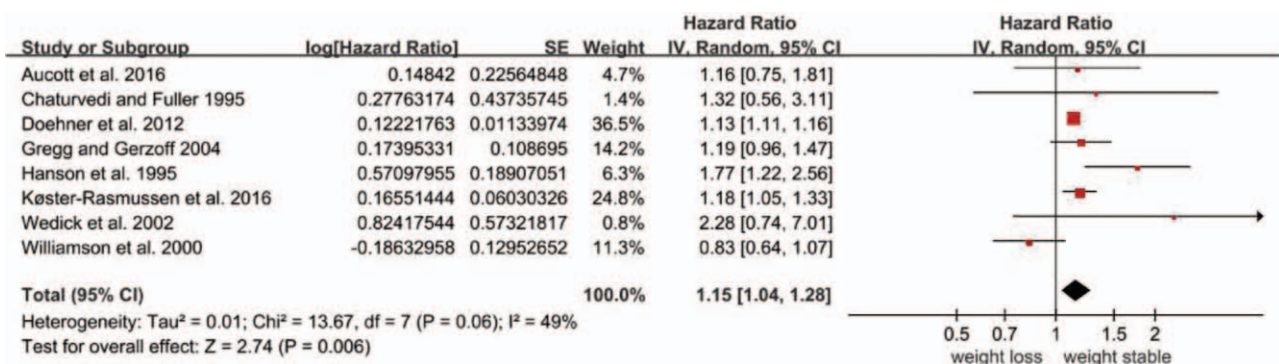 Hazard Ratio Hazard Ratio
Study or Subgroup log[Hazard Ratio] SE Weight IV, Random, 95% CI IV, Random, 95% CI
Aucott et al. 2016 0.14842 0.22564848 4.7% 1.16 [0.75, 1.81]
Chaturvedi and Fuller 1995 0.27763174 0.43735745 1.4% 1.32 [0.56, 3.11]
Doehner et al. 2012 0.12221763 0.01133974 36.5% 1.13 [1.11, 1.16]
Gregg and Gerzoff 2004 0.17395331 0.108695 14.2% 1.19 [0.96, 1.47]
Hanson et al. 1995 0.57097955 0.18907051 6.3% 1.77 [1.22, 2.56]
Køster-Rasmussen et al. 2016 0.16551444 0.06030326 24.8% 1.18 [1.05, 1.33]
Wedick et al. 2002 0.82417544 0.57321817 0.8% 2.28 [0.74, 7.01]
Williamson et al. 2000 -0.18632958 0.12952652 11.3% 0.83 [0.64, 1.07]
Total (95% CI) 100.0% 1.15 [1.04, 1.28]
Heterogeneity: Tau² = 0.01; Chi² = 13.67, df = 7 (P = 0.06); I² = 49%
Test for overall effect: Z = 2.74 (P = 0.006)
0.5 0.7 1 1.5 2
weight loss weight stable